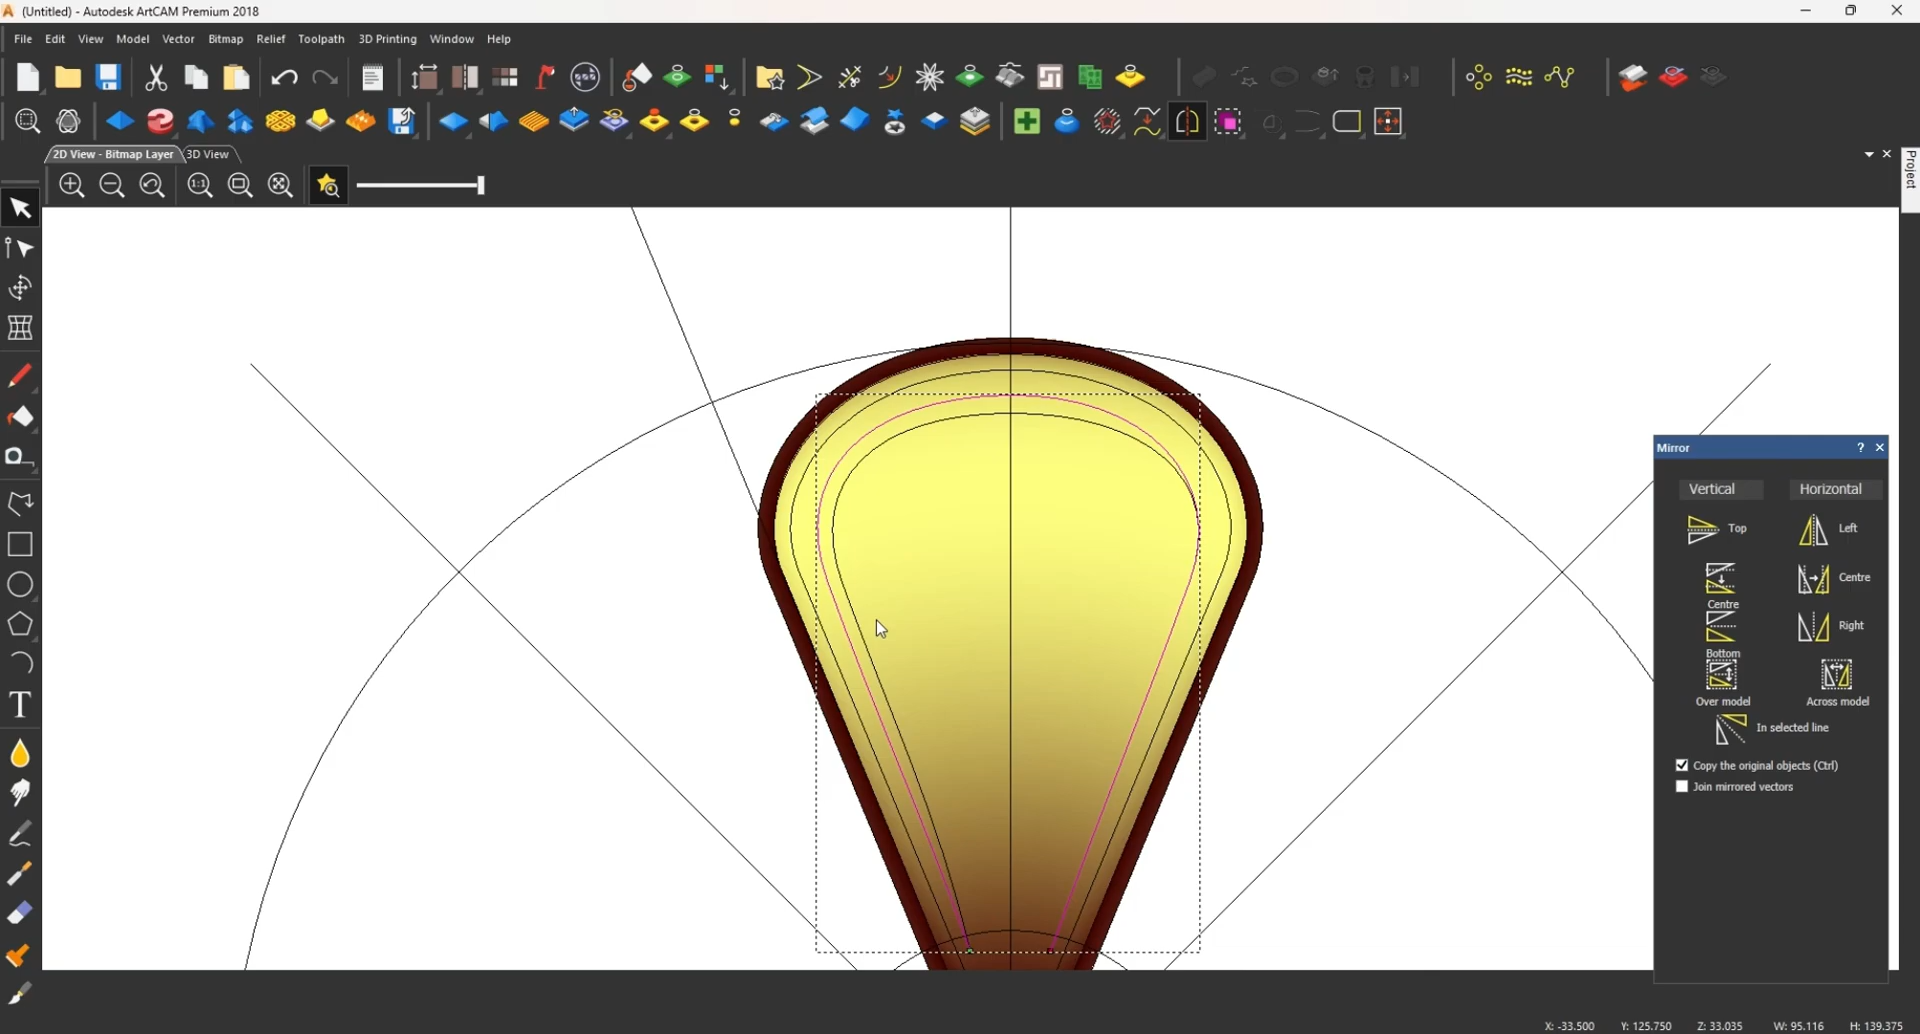 (Untitled) - Autodesk ArtCAM Premium 2018
File Edit View Model Vector Bitmap Relief Toolpath 3D Printing Window Help
2D View - Bitmap Layer 3D View
Project
1:1
T
Mirror ? ×
Vertical Horizontal
Top Left
Centre Centre
Bottom Right
Over model Across model
In selected line
Copy the original objects (Ctrl)
Join mirrored vectors
X: -33.500 Y: 125.750 Z: 33.035 W: 95.116 H: 139.375